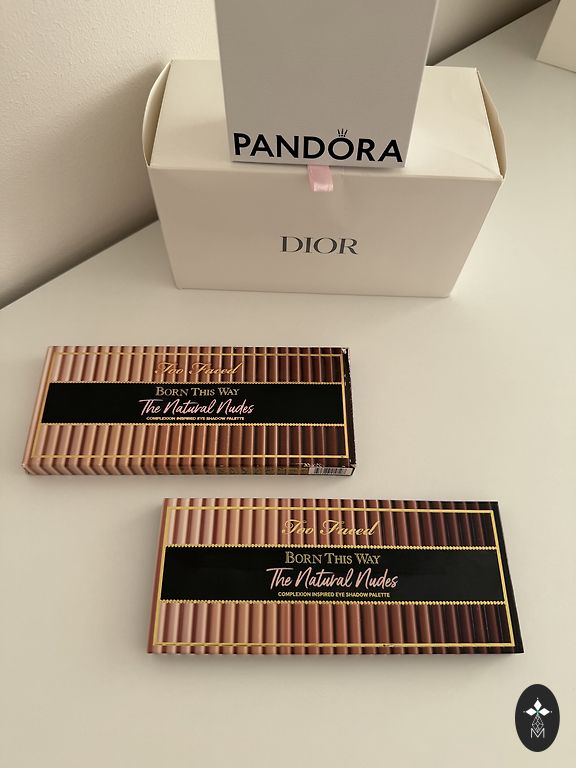 PANDORA
DIOR
Too Faced
BORN THIS WAY
The Natural Nudes
COMPLEXION INSPIRED EYE SHADOW PALETTE
Too Faced
BORN THIS WAY
The Natural Nudes
COMPLEXION INSPIRED EYE SHADOW PALETTE
M